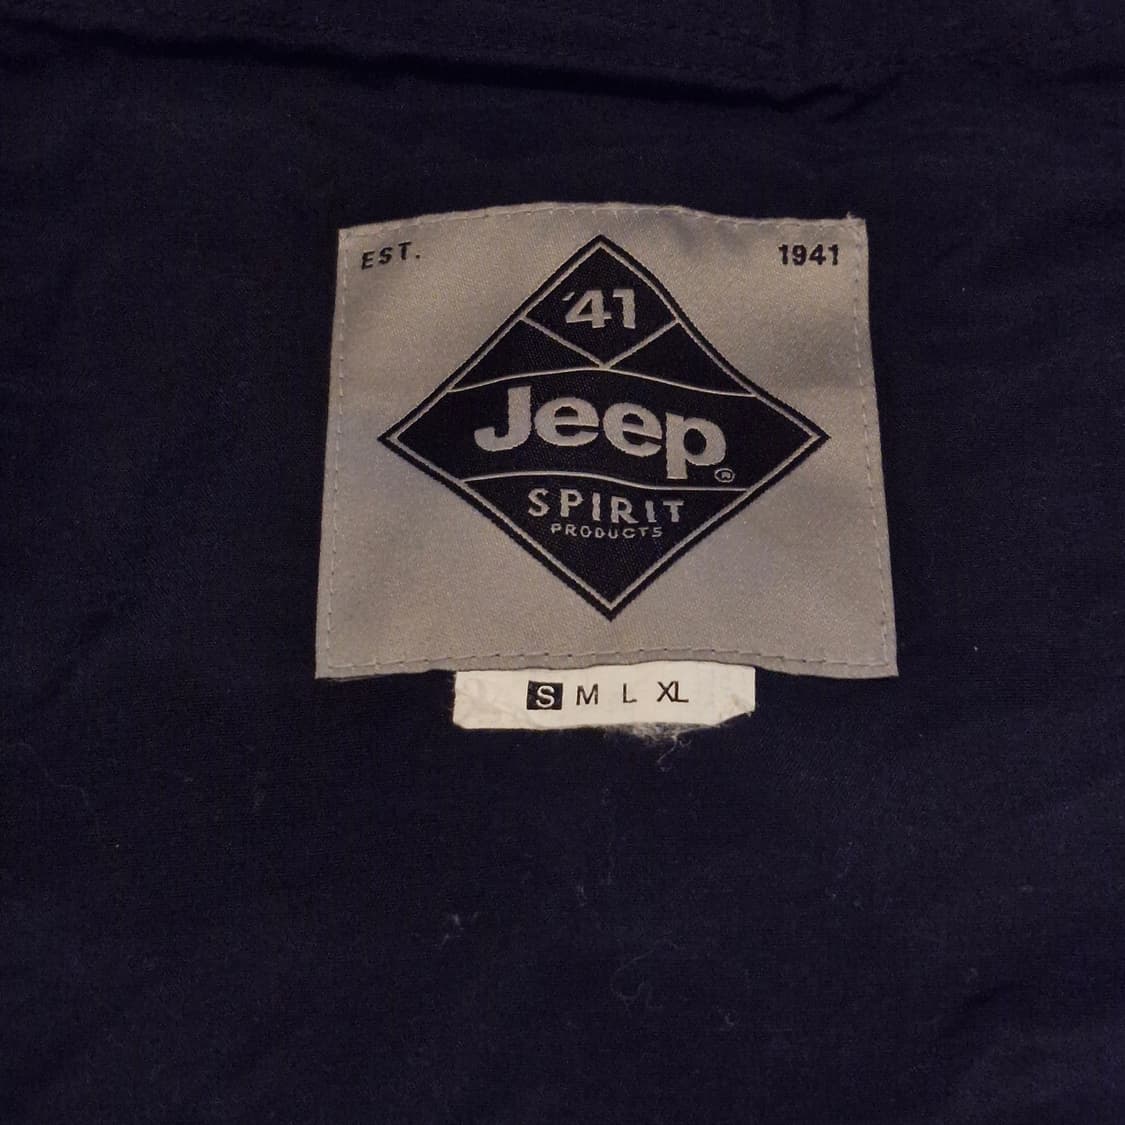 EST. 1941
'41
Jeep®
SPIRIT
PRODUCTS
S M L XL